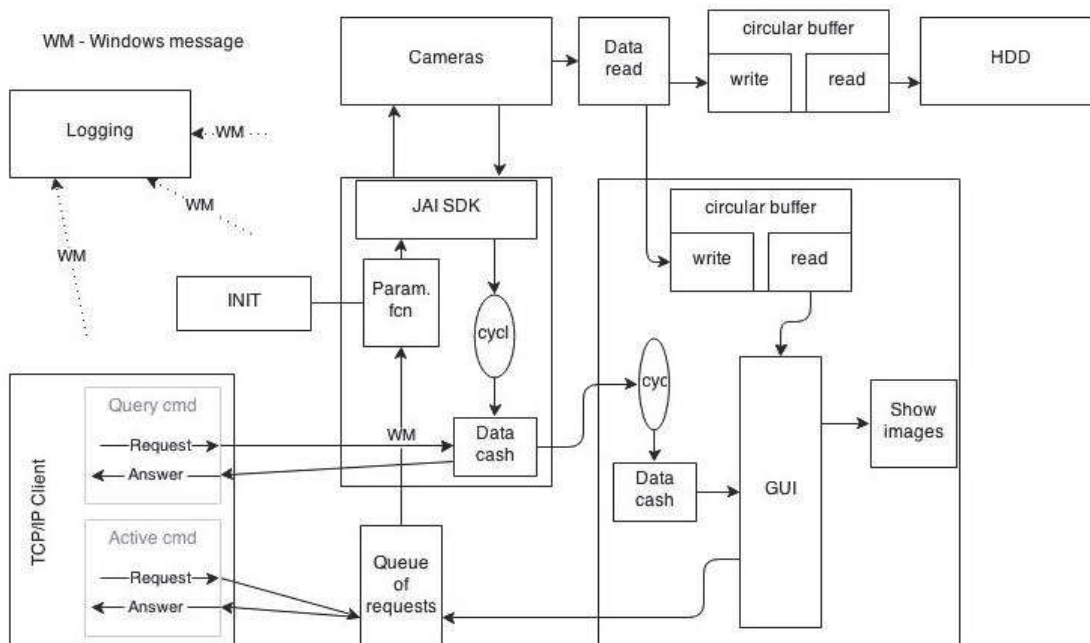 WM - Windows message
Cameras
Data
read
circular buffer
write
read
HDD
Logging
WM
WM
WM
JAI SDK
circular buffer
write
read
INIT
Param.
fcn
cycl
cyc
Query cmd
Request
Answer
WM
Data
cash
Show
images
Data
cash
GUI
TCP/IP Client
Active cmd
Request
Answer
Queue
of
requests